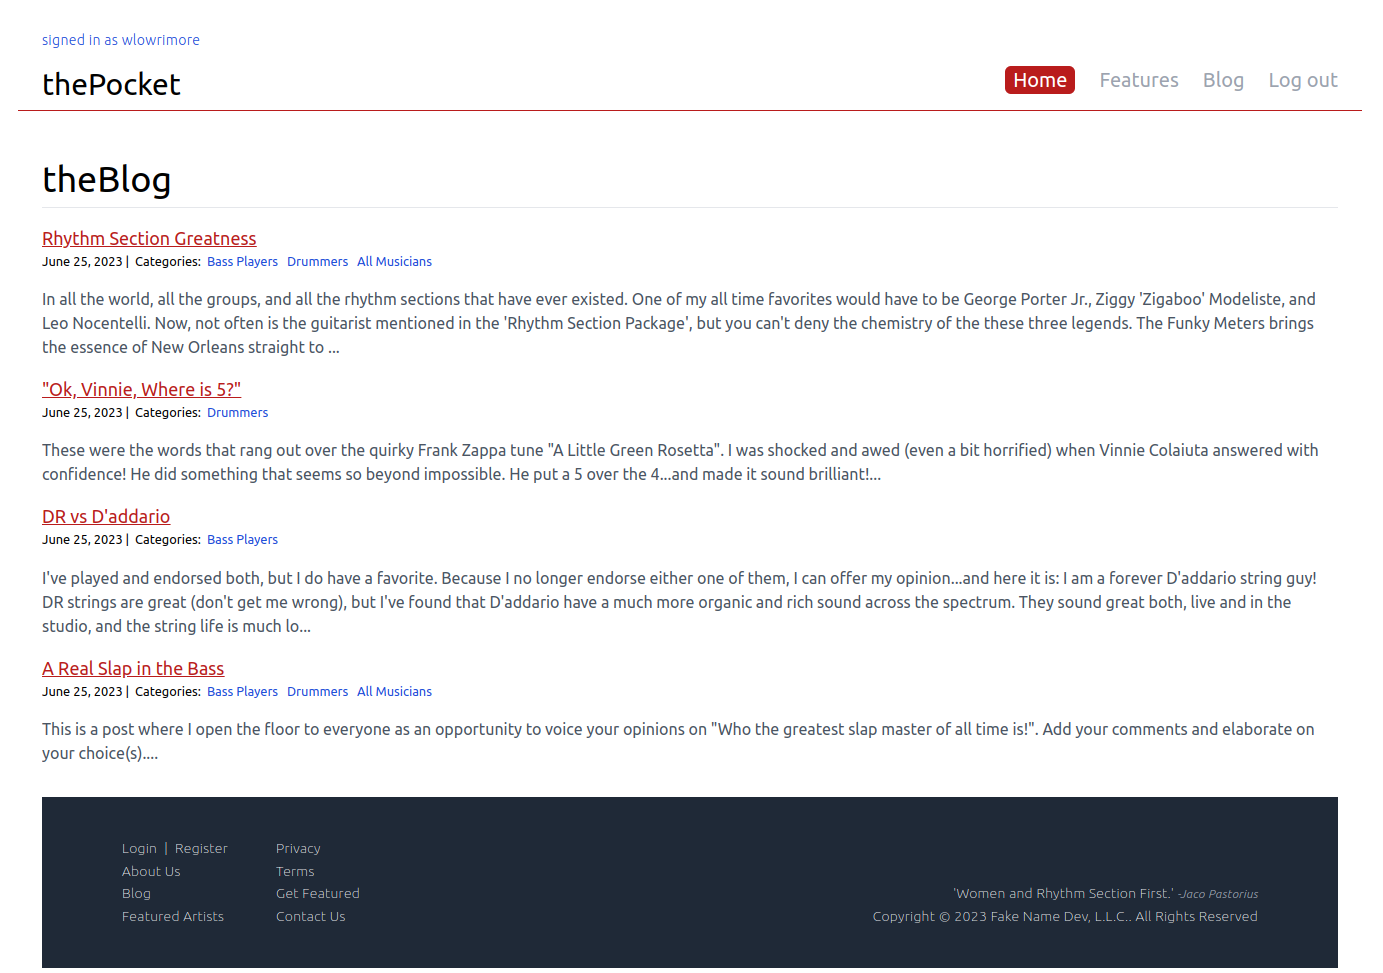 signed in as wlowrimore
thePocket
Home Features Blog Log out
theBlog
Rhythm Section Greatness
June 25, 2023 | Categories: Bass Players Drummers All Musicians
In all the world, all the groups, and all the rhythm sections that have ever existed. One of my all time favorites would have to be George Porter Jr., Ziggy 'Zigaboo' Modeliste, and
Leo Nocentelli. Now, not often is the guitarist mentioned in the 'Rhythm Section Package', but you can't deny the chemistry of the these three legends. The Funky Meters brings
the essence of New Orleans straight to ...
"Ok, Vinnie, Where is 5?"
June 25, 2023 | Categories: Drummers
These were the words that rang out over the quirky Frank Zappa tune "A Little Green Rosetta". I was shocked and awed (even a bit horrified) when Vinnie Colaiuta answered with
confidence! He did something that seems so beyond impossible. He put a 5 over the 4...and made it sound brilliant!...
DR vs D'addario
June 25, 2023 | Categories: Bass Players
I've played and endorsed both, but I do have a favorite. Because I no longer endorse either one of them, I can offer my opinion...and here it is: I am a forever D'addario string guy!
DR strings are great (don't get me wrong), but I've found that D'addario have a much more organic and rich sound across the spectrum. They sound great both, live and in the
studio, and the string life is much lo...
A Real Slap in the Bass
June 25, 2023 | Categories: Bass Players Drummers All Musicians
This is a post where I open the floor to everyone as an opportunity to voice your opinions on "Who the greatest slap master of all time is!". Add your comments and elaborate on
your choice(s)....
Login | Register
About Us
Blog
Featured Artists
Privacy
Terms
Get Featured
Contact Us
'Women and Rhythm Section First.' -Jaco Pastorius
Copyright © 2023 Fake Name Dev, L.L.C.. All Rights Reserved